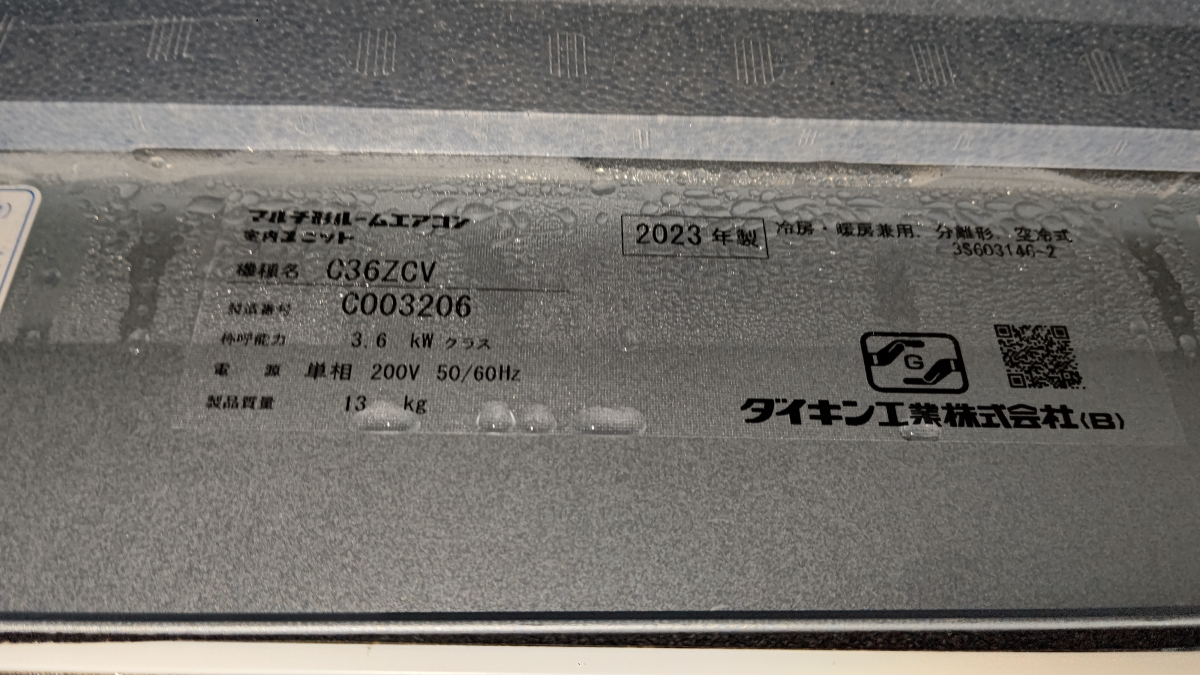 マルチ形ルームエアコン
室内ユニット
機種名 C36ZCV
製造番号 C003206
称呼能力 3.6 kW クラス
電 源 単相 200V 50/60Hz
製品質量 13 kg
2023 年製
冷房・暖房兼用. 分離形. 空冷式
3S603146-2
G
ダイキン工業株式会社(B)